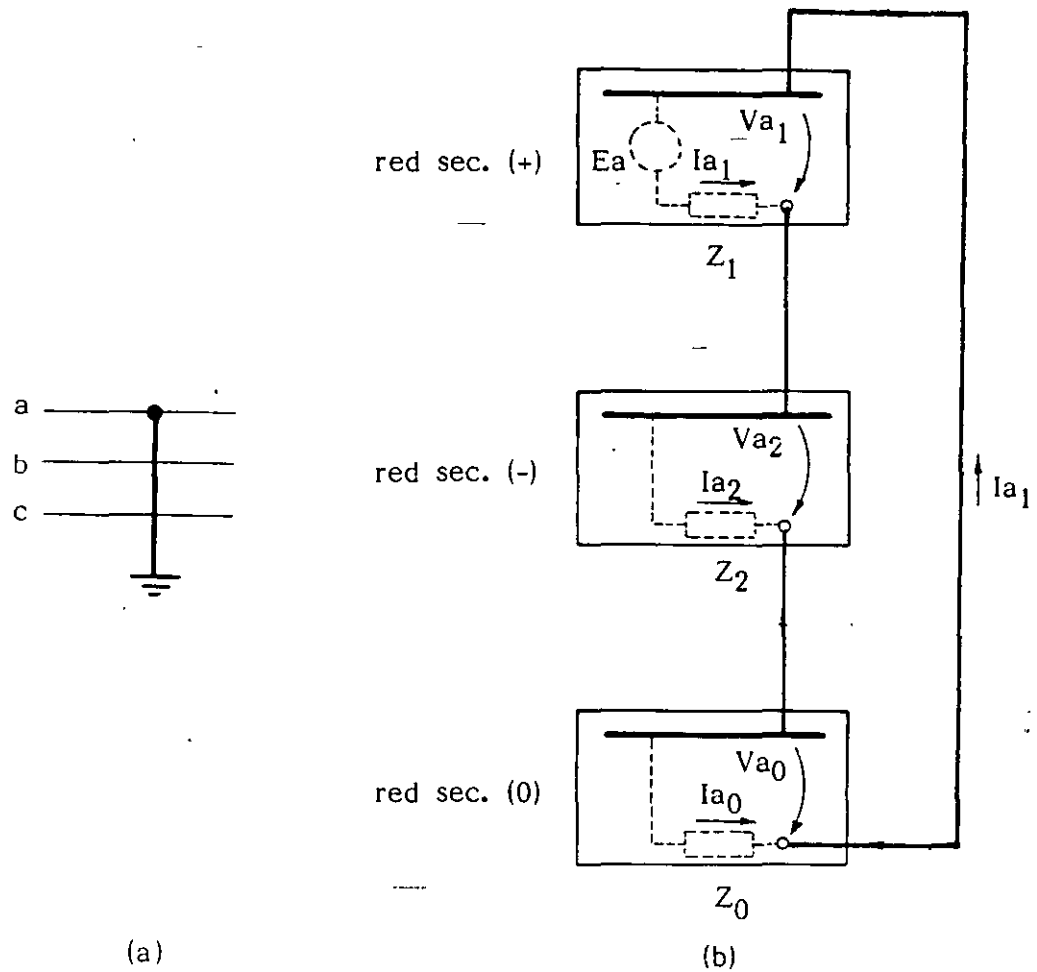 Va₁
red sec. (+)
Ea
Ia₁
Z₁
a
b
c
Va₂
red sec. (-)
Ia₂
Ia₁
Z₂
Va₀
red sec. (0)
Ia₀
Z₀
(a)
(b)